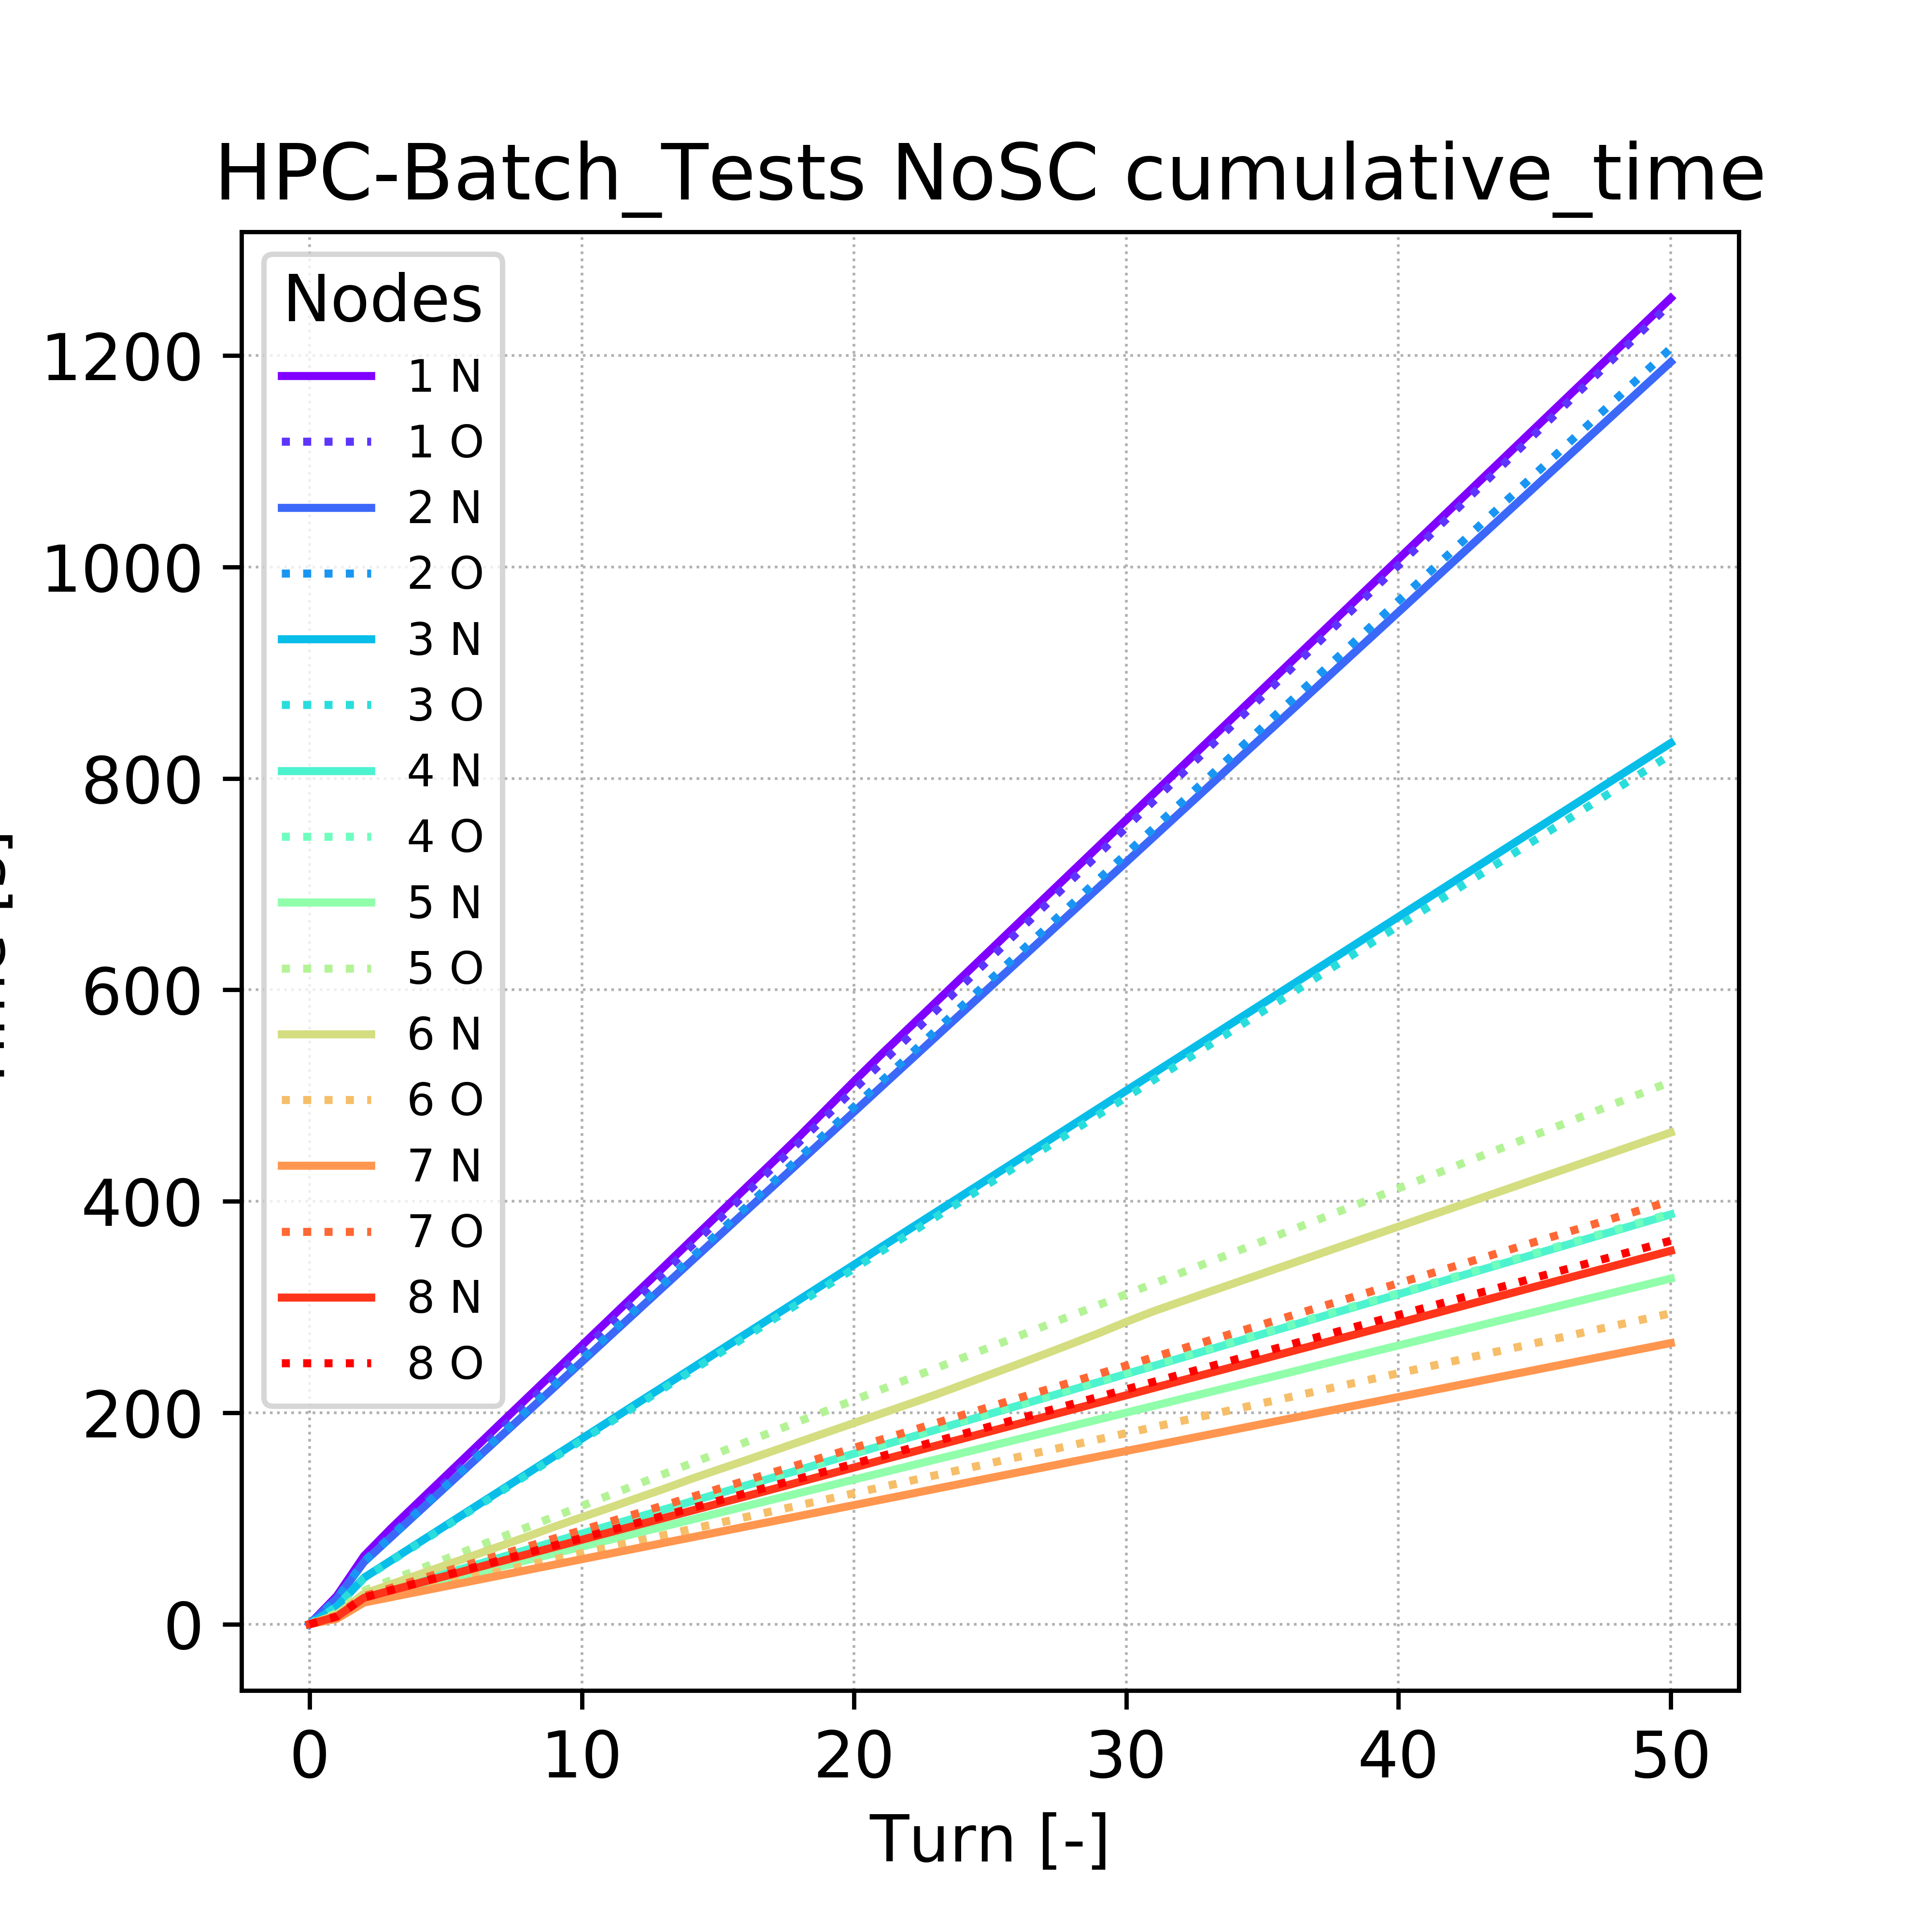 HPC-Batch_Tests NoSC cumulative_time
Nodes
1 N
1 O
2 N
2 O
3 N
3 O
4 N
4 O
5 N
5 O
6 N
6 O
7 N
7 O
8 N
8 O
1200
1000
800
600
400
200
0
0 10 20 30 40 50
Turn [-]